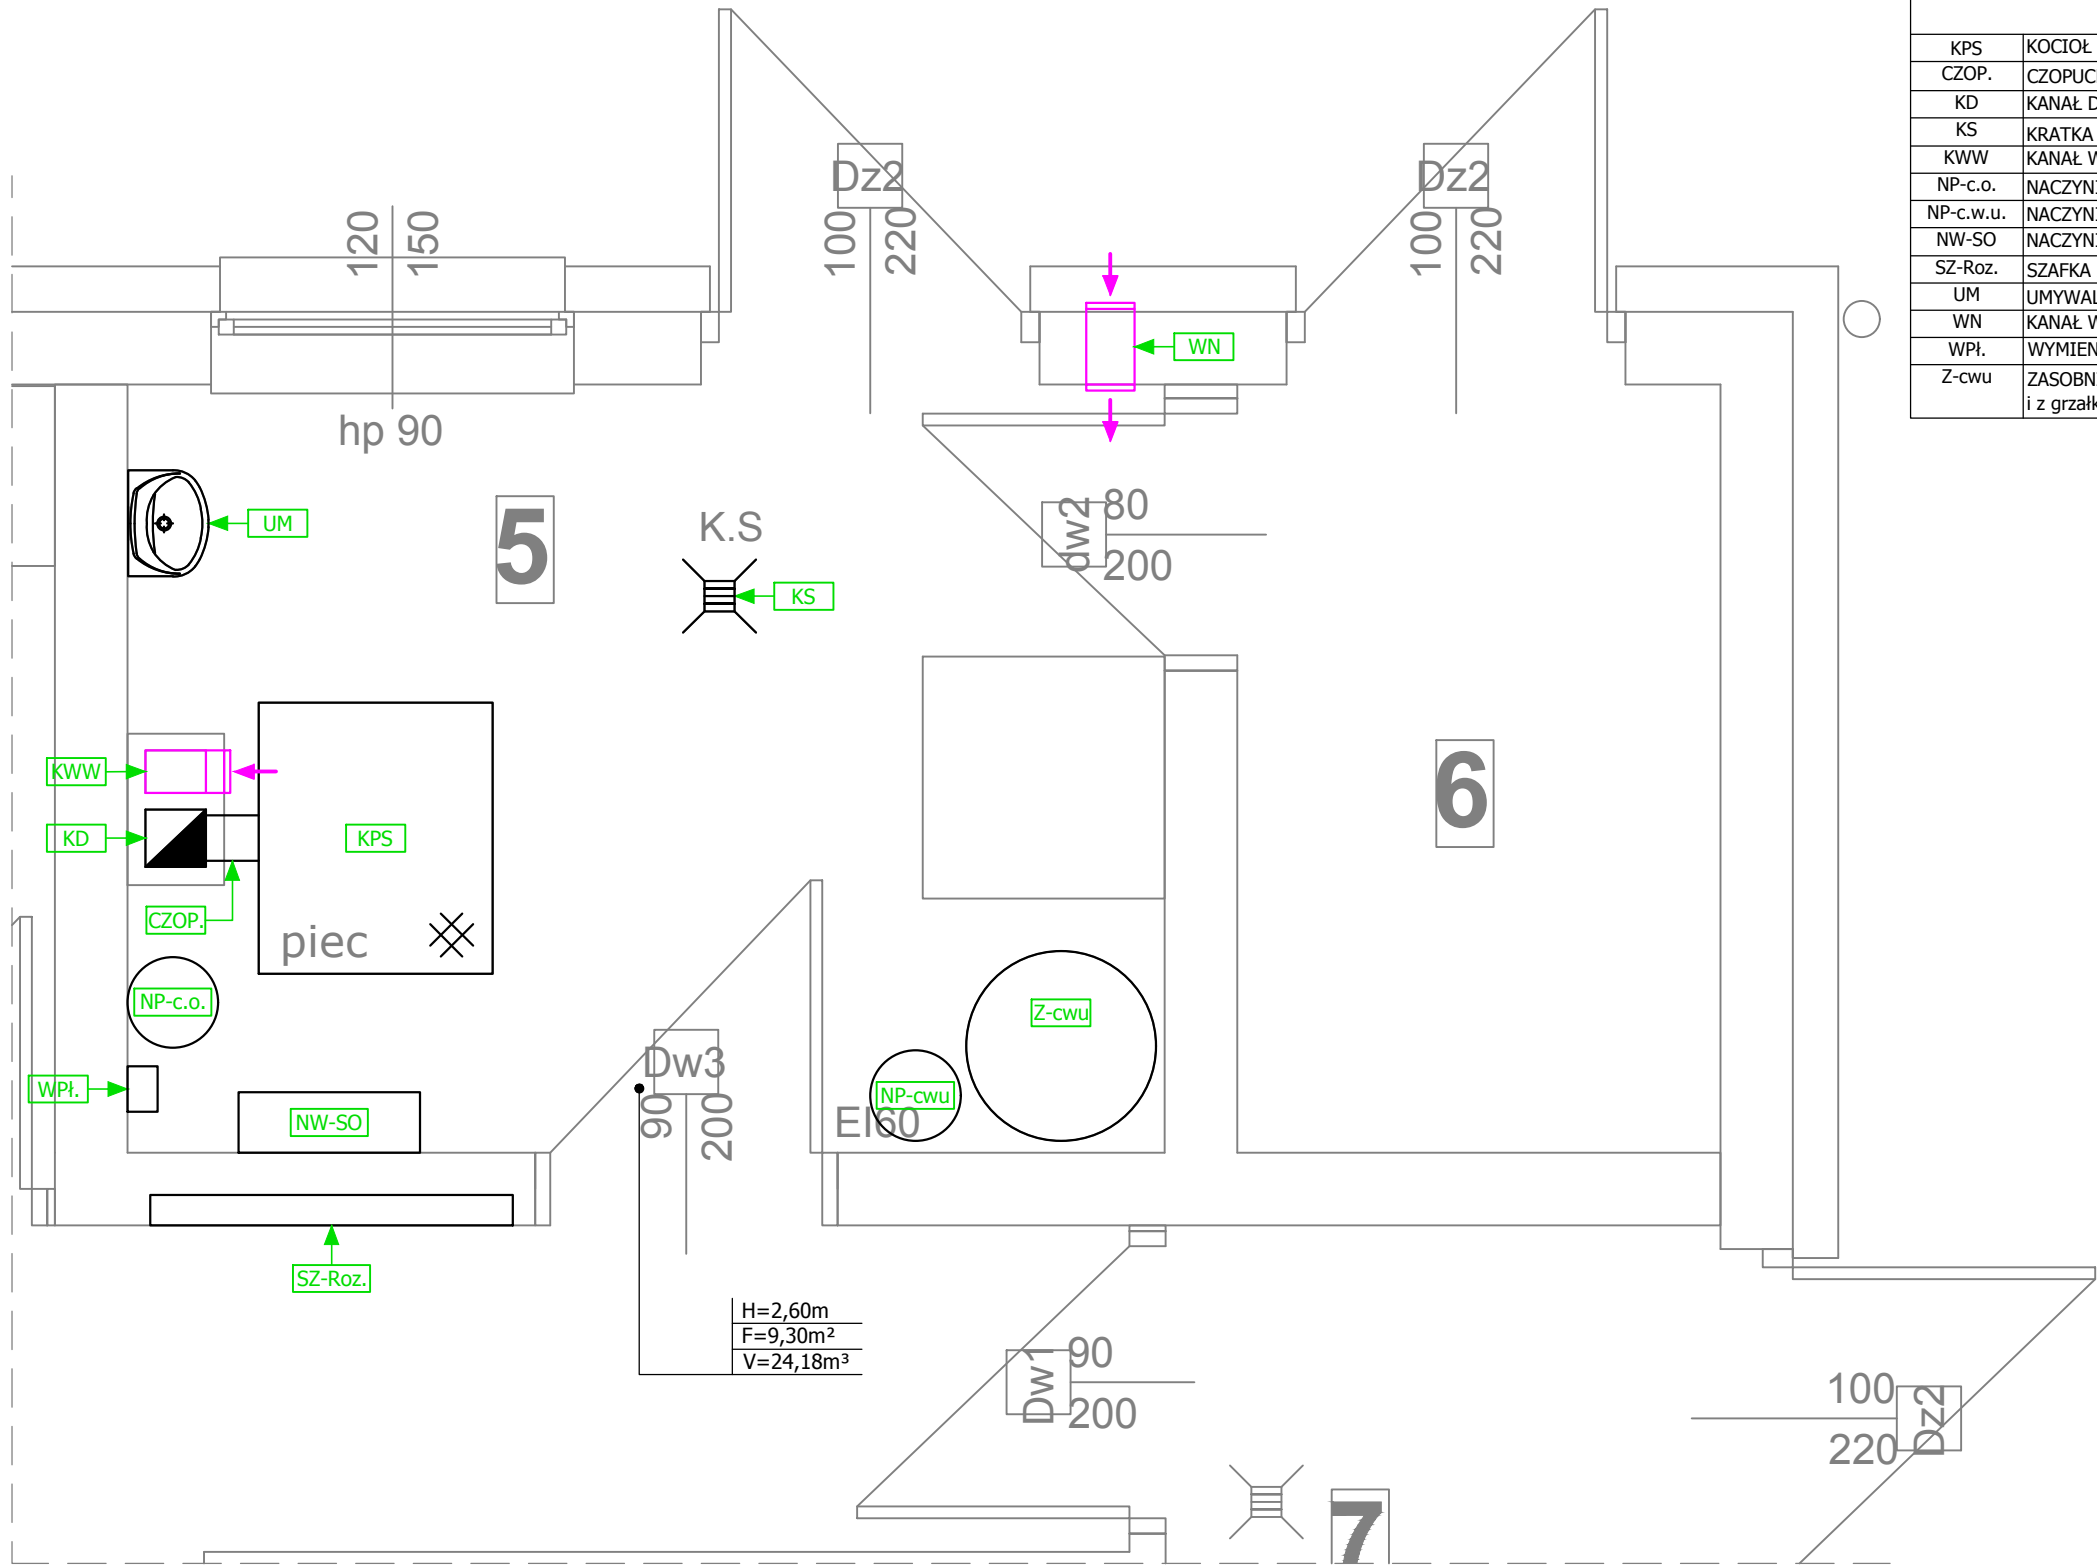 KPS KOCIOŁ
CZOP.
KD KANAŁ
KS KRATKA
KWW KANAŁ
NP-c.o.
NP-c.w.u.
NW-SO
SZ-Roz. SZAFKA
UM
WN KANAŁ
WPł.
Z-cwu
i z
Dz2
100
220
Dz2
100
220
120
150
hp 90
WN
UM
5
K.S
KS
dw2
80
200
KWW
KD
KPS
CZOP.
piec
6
NP-c.o.
Z-cwu
WPł.
NW-SO
Dw3
90
200
EI60
NP-cwu
SZ-Roz.
H=2,60m
F=9,30m²
V=24,18m³
Dw1
90
200
100
220
Dz2
7